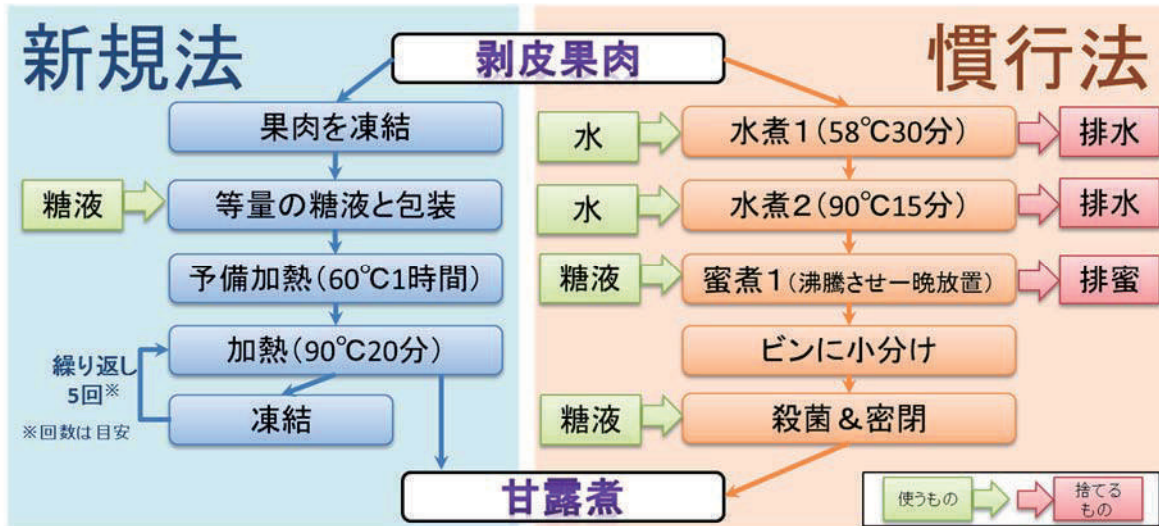 新規法
剥皮果肉
慣行法
果肉を凍結
糖液
等量の糖液と包装
予備加熱(60℃1時間)
加熱(90℃20分)
繰り返し
5回※
※回数は目安
凍結
水
水煮1(58℃30分)
排水
水
水煮2(90℃15分)
排水
糖液
蜜煮1(沸騰させ一晩放置)
排蜜
ビンに小分け
糖液
殺菌&密閉
甘露煮
使うもの
捨てる
もの